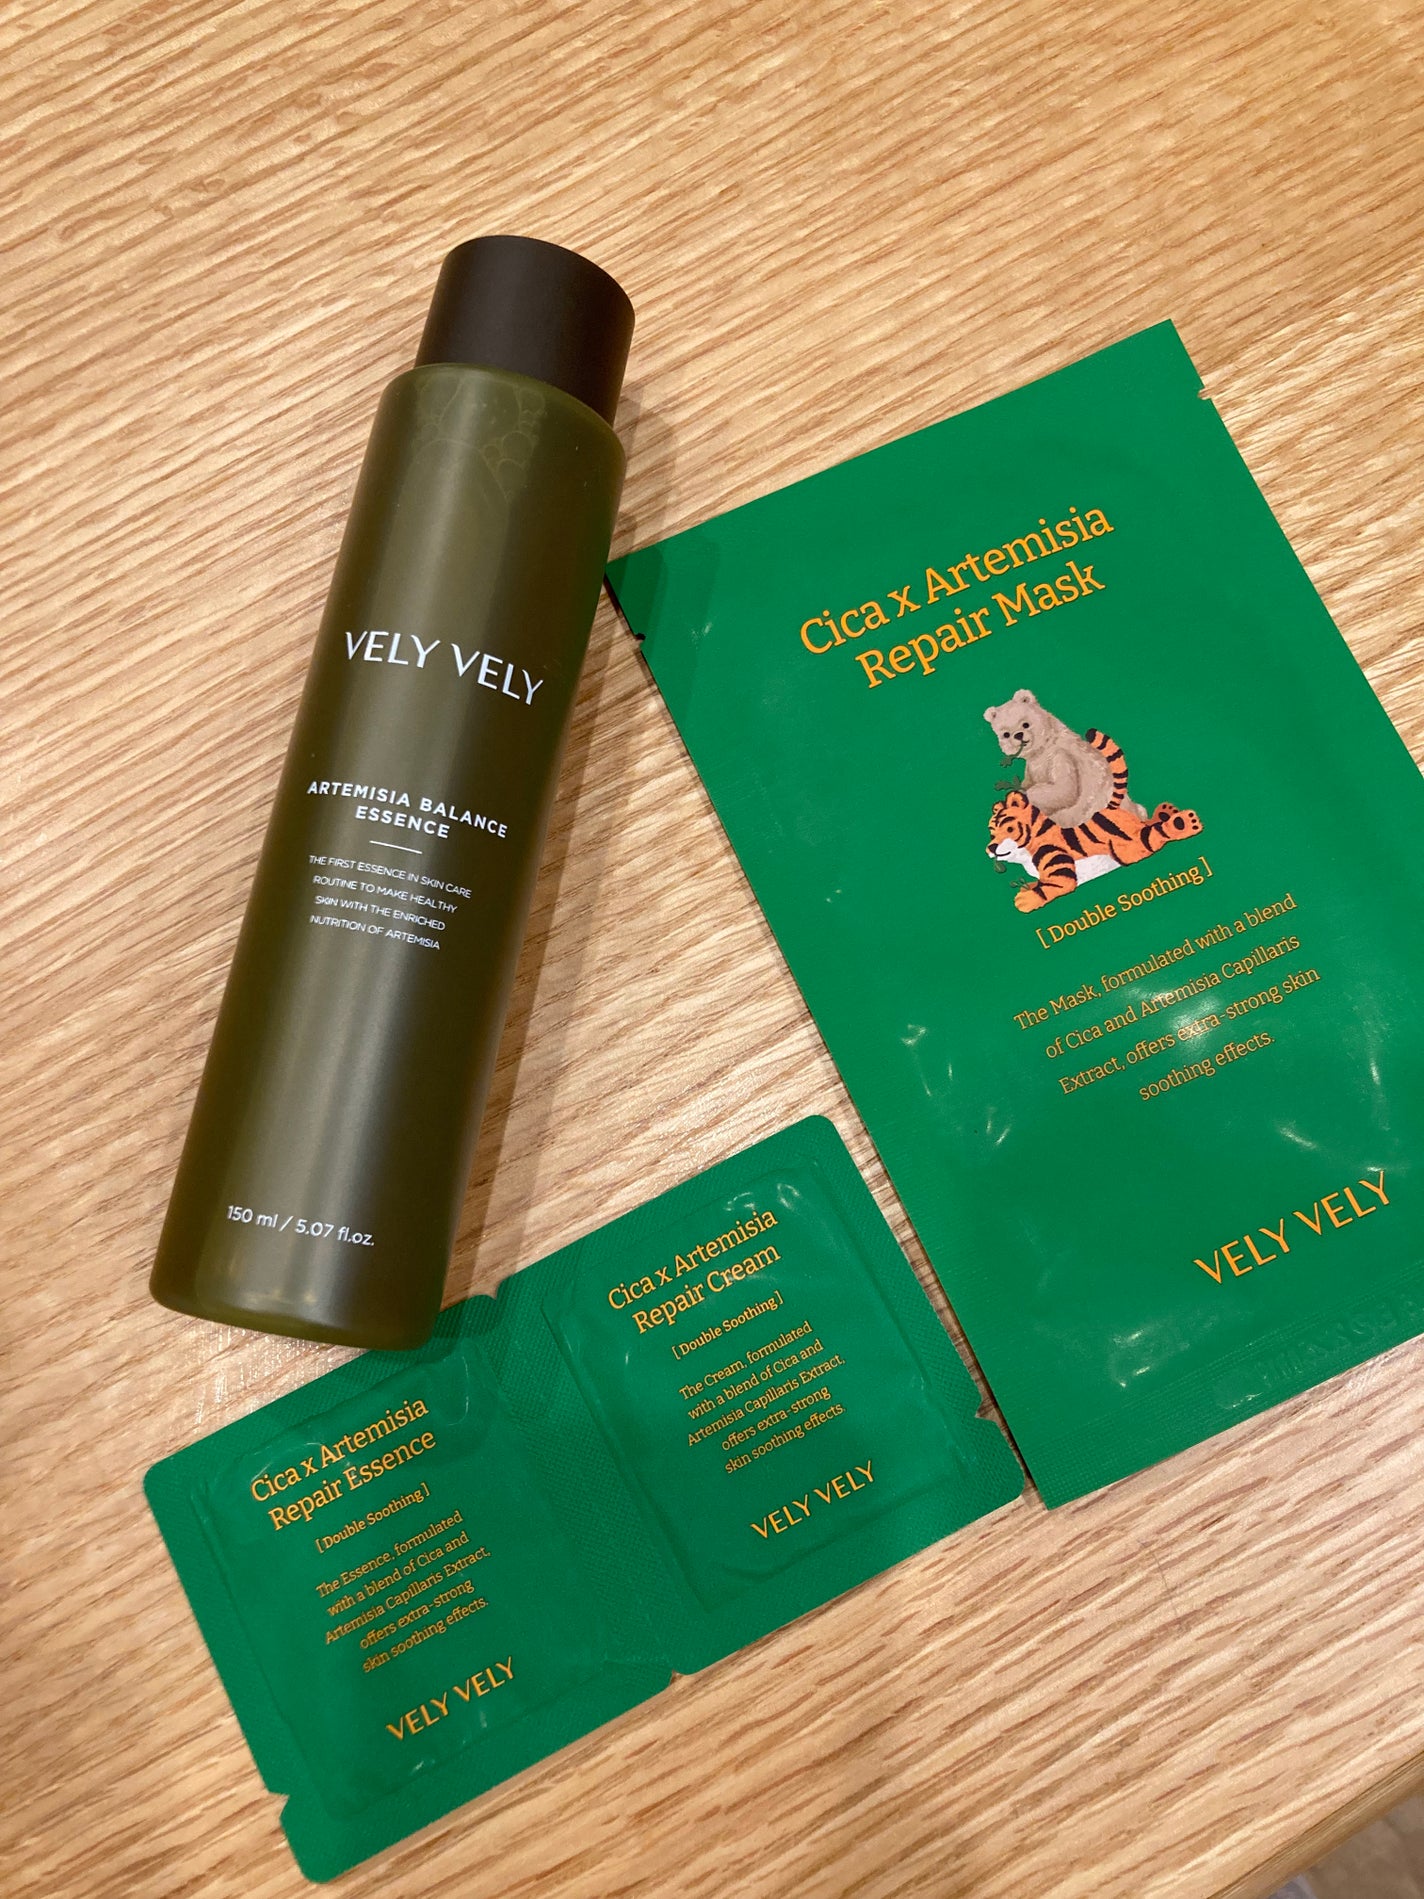 VELY VELY
ARTEMISIA BALANCE
ESSENCE
THE FIRST ESSENCE IN SKIN CARE
ROUTINE TO MAKE HEALTHY
SKIN WITH THE ENRICHED
NUTRITION OF ARTEMISIA
150 ml / 5.07 fl.oz.
Cica x Artemisia
Repair Mask
[ Double Soothing ]
The Mask, formulated with a blend
of Cica and Artemisia Capillaris
Extract, offers extra-strong skin
soothing effects.
VELY VELY
Cica x Artemisia
Repair Essence
[ Double Soothing ]
The Essence, formulated
with a blend of Cica and
Artemisia Capillaris Extract,
offers extra-strong
skin soothing effects.
VELY VELY
Cica x Artemisia
Repair Cream
[ Double Soothing ]
The Cream, formulated
with a blend of Cica and
Artemisia Capillaris Extract,
offers extra-strong
skin soothing effects.
VELY VELY